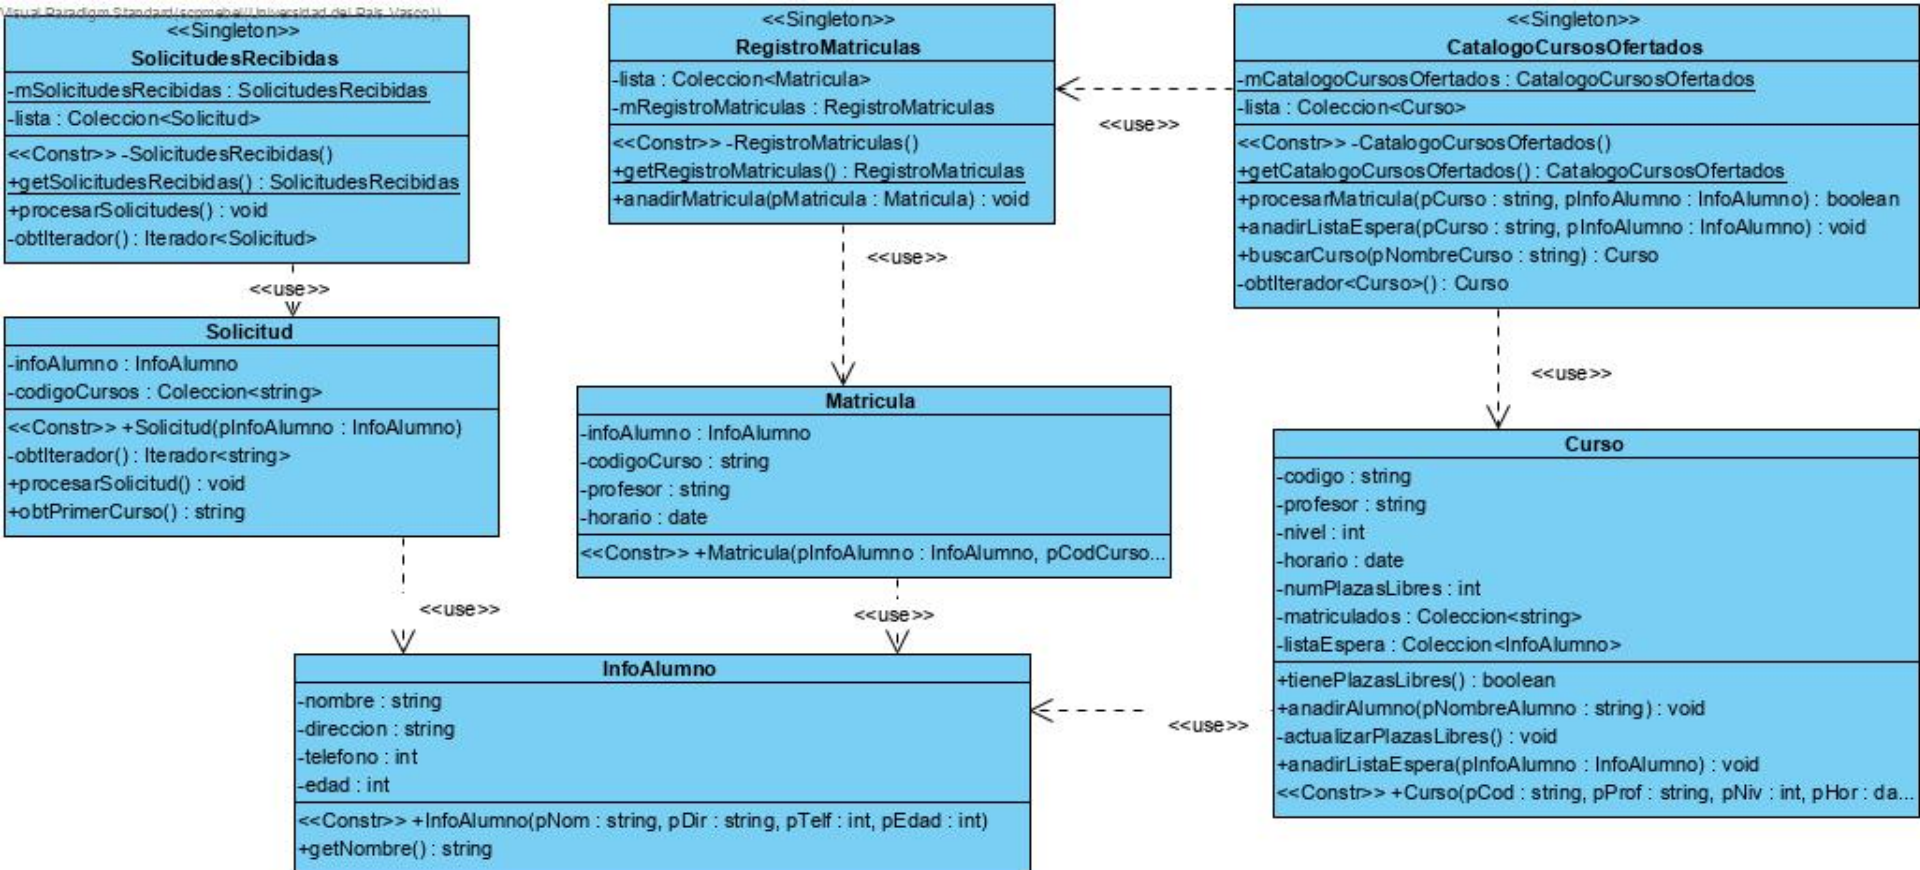 Visual Paradigm Standard(scpmebel(Universidad del Pais Vasco))
<<Singleton>>
SolicitudesRecibidas
-mSolicitudesRecibidas : SolicitudesRecibidas
-lista : Coleccion<Solicitud>
<<Constr>> -SolicitudesRecibidas()
+getSolicitudesRecibidas() : SolicitudesRecibidas
+procesarSolicitudes() : void
-obtIterador() : Iterador<Solicitud>
<<use>>
Solicitud
-infoAlumno : InfoAlumno
-codigoCursos : Coleccion<string>
<<Constr>> +Solicitud(pInfoAlumno : InfoAlumno)
-obtIterador() : Iterador<string>
+procesarSolicitud() : void
+obtPrimerCurso() : string
<<use>>
<<Singleton>>
RegistroMatriculas
-lista : Coleccion<Matricula>
-mRegistroMatriculas : RegistroMatriculas
<<Constr>> -RegistroMatriculas()
+getRegistroMatriculas() : RegistroMatriculas
+anadirMatricula(pMatricula : Matricula) : void
<<use>>
<<use>>
Matricula
-infoAlumno : InfoAlumno
-codigoCurso : string
-profesor : string
-horario : date
<<Constr>> +Matricula(pInfoAlumno : InfoAlumno, pCodCurso...
<<use>>
<<Singleton>>
CatalogoCursosOfertados
-mCatalogoCursosOfertados : CatalogoCursosOfertados
-lista : Coleccion<Curso>
<<Constr>> -CatalogoCursosOfertados()
+getCatalogoCursosOfertados() : CatalogoCursosOfertados
+procesarMatricula(pCurso : string, pInfoAlumno : InfoAlumno) : boolean
+anadirListaEspera(pCurso : string, pInfoAlumno : InfoAlumno) : void
+buscarCurso(pNombreCurso : string) : Curso
-obtIterador<Curso>() : Curso
<<use>>
Curso
-codigo : string
-profesor : string
-nivel : int
-horario : date
-numPlazasLibres : int
-matriculados : Coleccion<string>
-listaEspera : Coleccion<InfoAlumno>
+tienePlazasLibres() : boolean
+anadirAlumno(pNombreAlumno : string) : void
-actualizarPlazasLibres() : void
+anadirListaEspera(pInfoAlumno : InfoAlumno) : void
<<Constr>> +Curso(pCod : string, pProf : string, pNiv : int, pHor : da...
<<use>>
InfoAlumno
-nombre : string
-direccion : string
-telefono : int
-edad : int
<<Constr>> +InfoAlumno(pNom : string, pDir : string, pTelf : int, pEdad : int)
+getNombre() : string